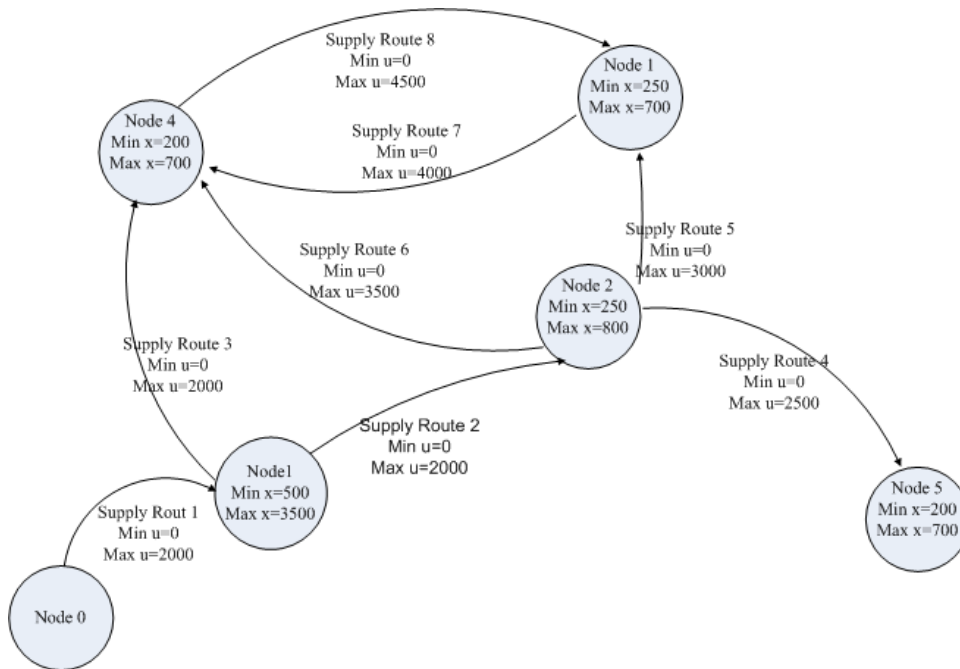 Supply Route 8
Min u=0
Max u=4500
Node 1
Min x=250
Max x=700
Node 4
Min x=200
Max x=700
Supply Route 7
Min u=0
Max u=4000
Supply Route 6
Min u=0
Max u=3500
Supply Route 5
Min u=0
Max u=3000
Node 2
Min x=250
Max x=800
Supply Route 3
Min u=0
Max u=2000
Supply Route 4
Min u=0
Max u=2500
Supply Route 2
Min u=0
Max u=2000
Node1
Min x=500
Max x=3500
Node 5
Min x=200
Max x=700
Supply Rout 1
Min u=0
Max u=2000
Node 0